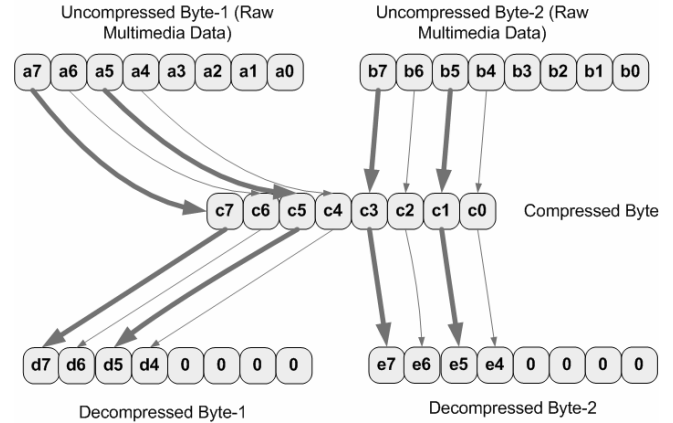 Uncompressed Byte-1 (Raw
Multimedia Data)
Uncompressed Byte-2 (Raw
Multimedia Data)
a7 a6 a5 a4 a3 a2 a1 a0
b7 b6 b5 b4 b3 b2 b1 b0
c7 c6 c5 c4 c3 c2 c1 c0
Compressed Byte
d7 d6 d5 d4 0 0 0 0
e7 e6 e5 e4 0 0 0 0
Decompressed Byte-1
Decompressed Byte-2